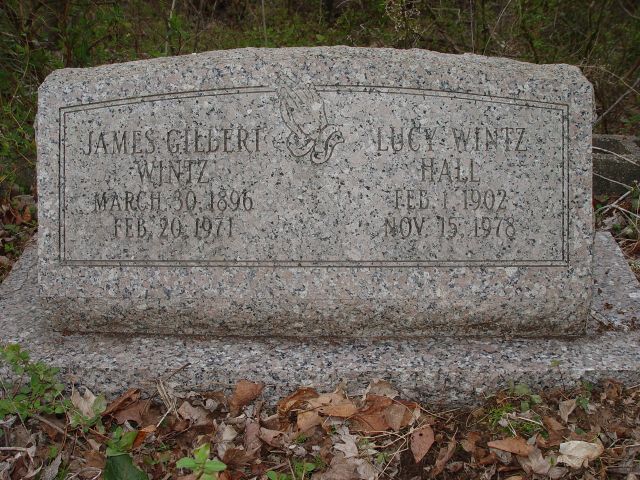 JAMES GILBERT
WINTZ
MARCH 30, 1896
FEB. 20, 1971
LUCY WINTZ
HALL
FEB. 1, 1902
NOV. 15, 1978